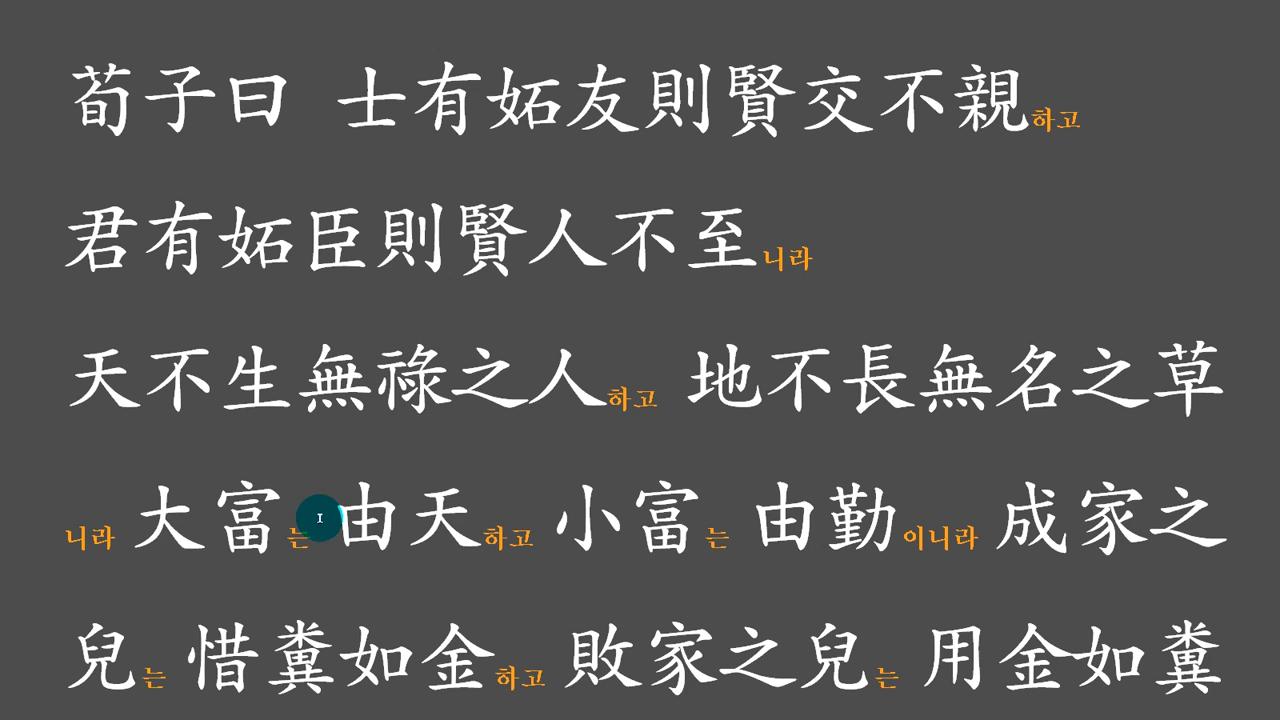 荀子曰 士有妬友則賢交不親하고
君有妬臣則賢人不至니라
天不生無祿之人하고 地不長無名之草
니라 大富는 由天하고 小富는 由勤이니라 成家之
兒는 惜糞如金하고 敗家之兒는 用金如糞